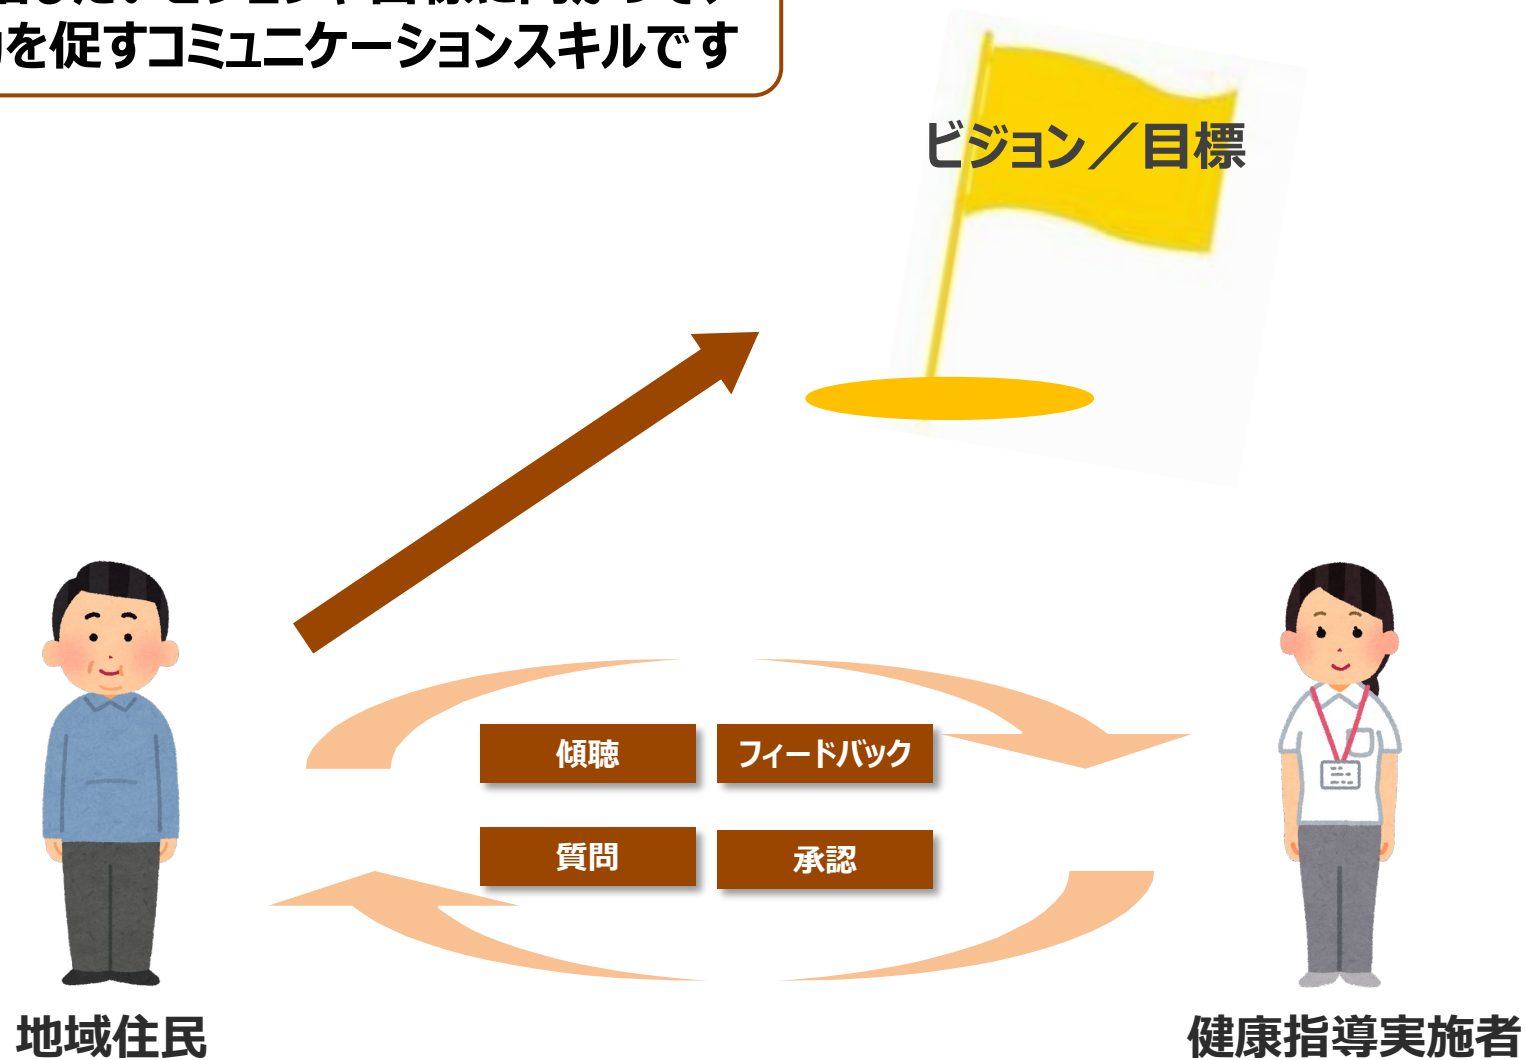 を促すコミュニケーションスキルです
ビジョン／目標
傾聴
フィードバック
質問
承認
地域住民
健康指導実施者